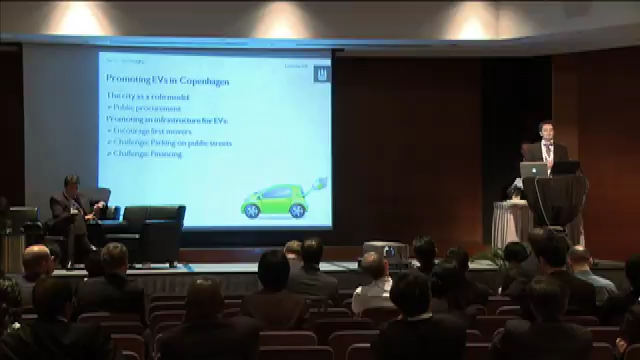 Promoting EVs in Copenhagen
The city as a role model
➢Public procurement
Promoting an infrastructure for EVs:
➢Encourage first movers
➢Challenge: Parking on public streets
➢Challenge: Financing